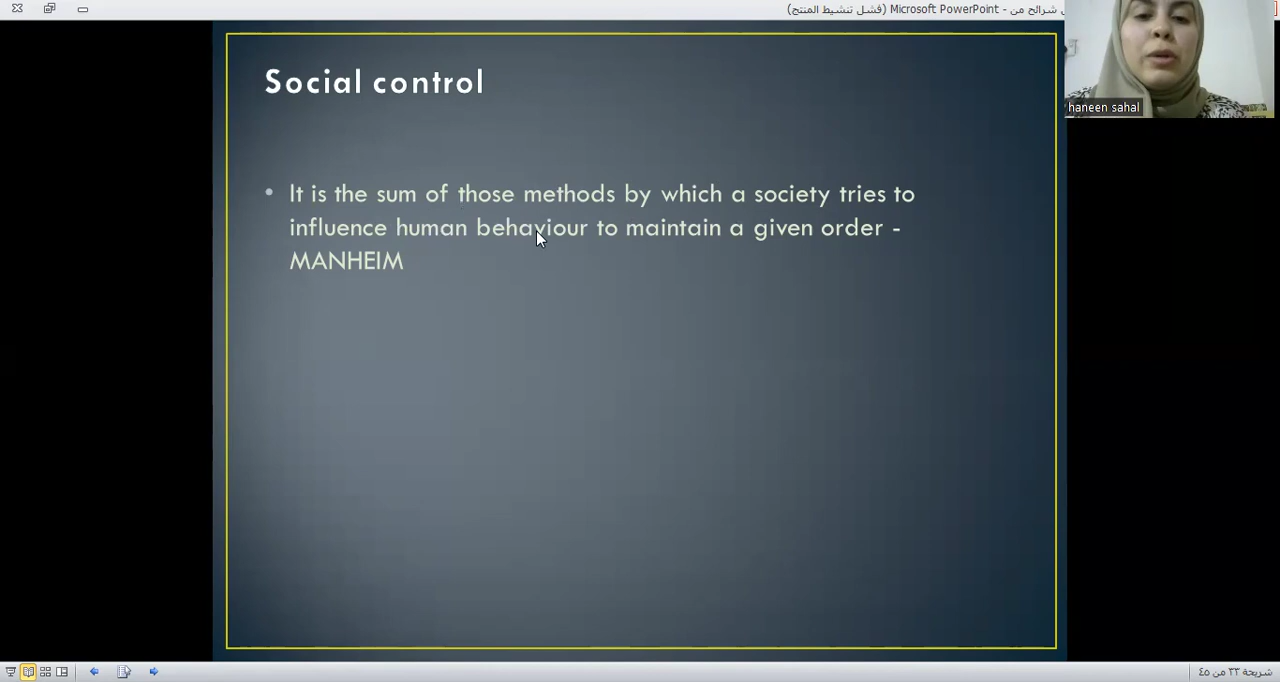 شرائح من - Microsoft PowerPoint (فشل تنشيط المنتج)
haneen sahal
Social control
• It is the sum of those methods by which a society tries to
influence human behaviour to maintain a given order -
MANHEIM
شريحة ٣٣ من ٤٥